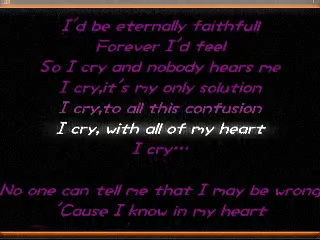 I'd be eternally faithfull
Forever I'd feel
So I cry and nobody hears me
I cry,it's my only solution
I cry,to all this confusion
I cry, with all of my heart
I cry...
No one can tell me that I may be wrong
'Cause I know in my heart